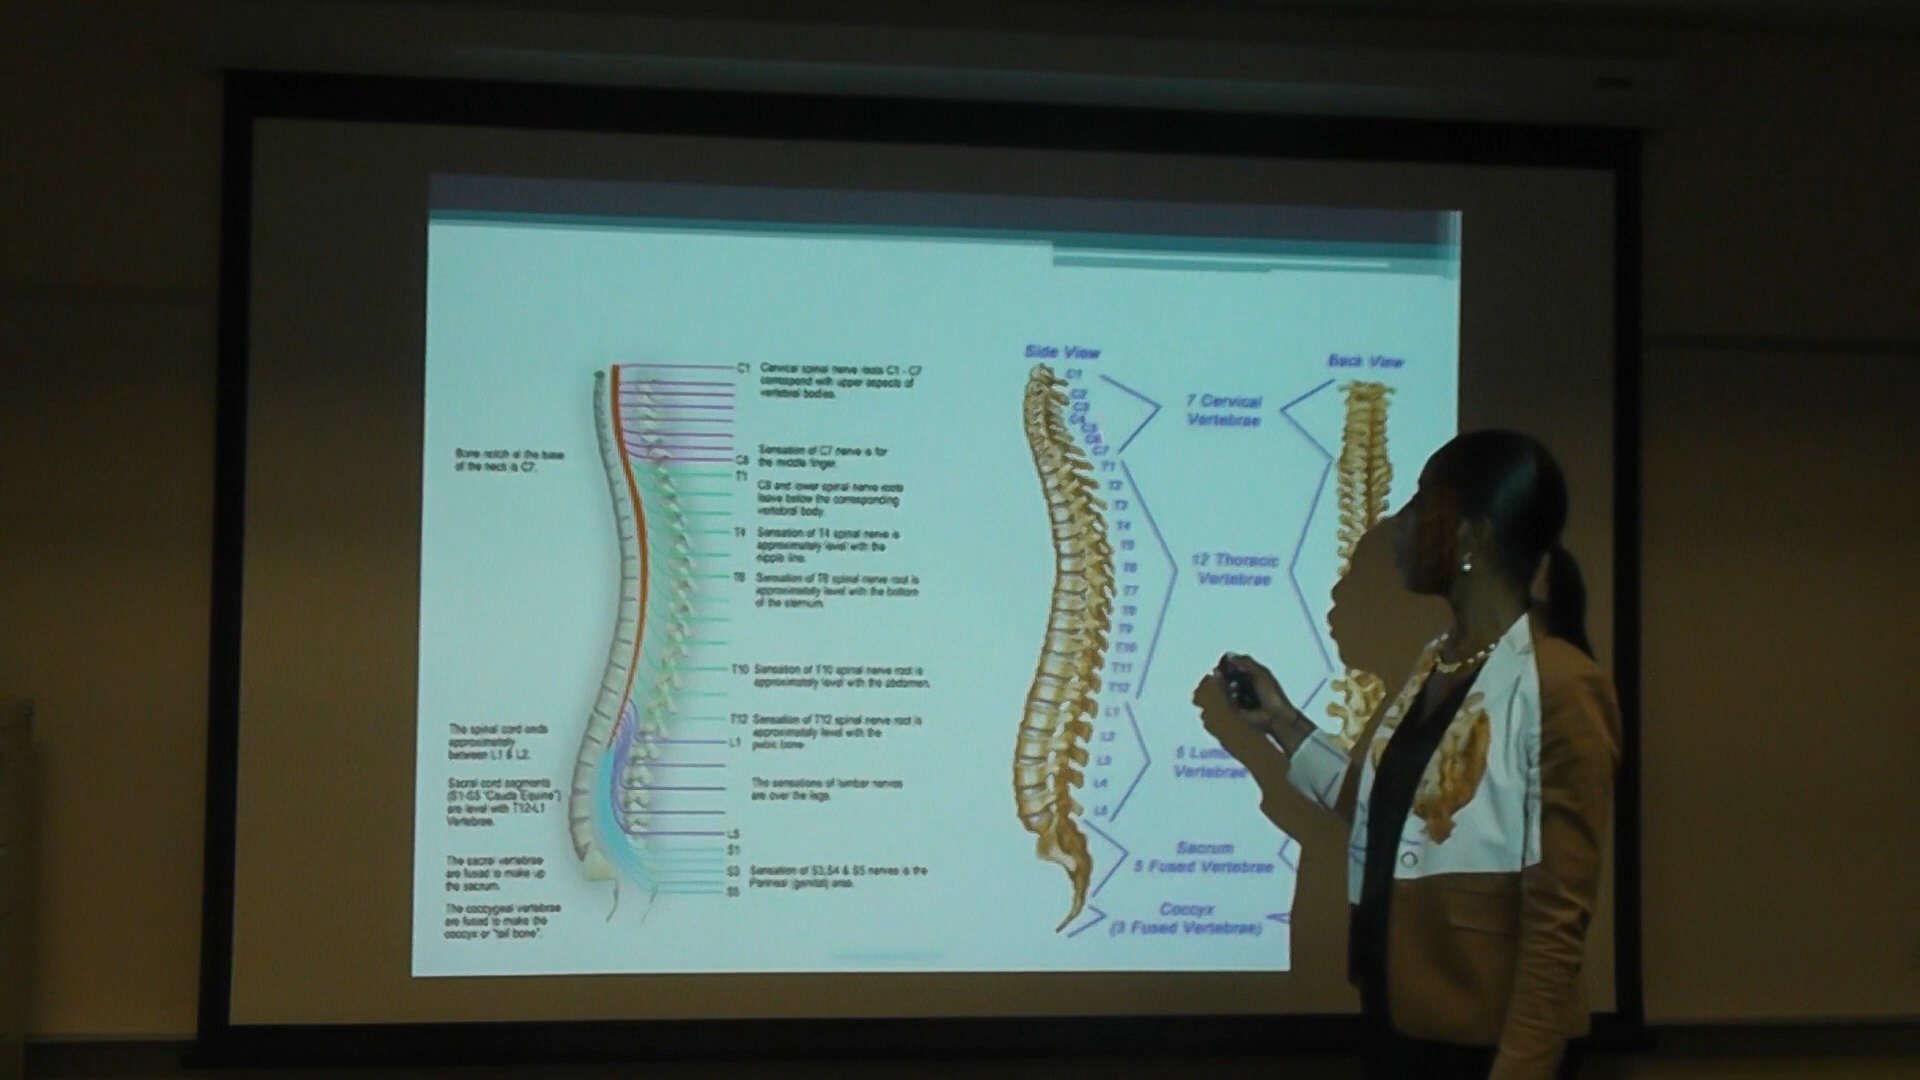 Bone notch at the base
of the neck is C7.
The spinal cord ends
approximately
between L1 & L2.
Sacral cord segments
(S1-S5 "Cauda Equina")
are level with T12-L1
Vertebrae.
The sacral vertebrae
are fused to make up
the sacrum.
The coccygeal vertebrae
are fused to make the
coccyx or "tail bone".
C1 Cervical spinal nerve roots C1 - C7
correspond with upper aspects of
vertebral bodies.
Sensation of C7 nerve is for
the middle finger.
C8
T1
C8 and lower spinal nerve roots
leave below the corresponding
vertebral body.
T4 Sensation of T4 spinal nerve is
approximately level with the
nipple line.
T8 Sensation of T8 spinal nerve root is
approximately level with the bottom
of the sternum.
T10 Sensation of T10 spinal nerve root is
approximately level with the abdomen.
T12 Sensation of T12 spinal nerve root is
approximately level with the
pubic bone
L1
The sensations of lumbar nerves
are over the legs.
L5
S1
S3 Sensation of S3,S4 & S5 nerves is the
Perineal (genital) area.
S5
Side View
C1
C2
C3
C4
C5
C6
C7
T1
T2
T3
T4
T5
T6
T7
T8
T9
T10
T11
T12
L1
L2
L3
L4
L5
Back View
7 Cervical
Vertebrae
12 Thoracic
Vertebrae
5 Lum
Vertebrae
Sacrum
5 Fused Vertebrae
Coccyx
(3 Fused Vertebrae)